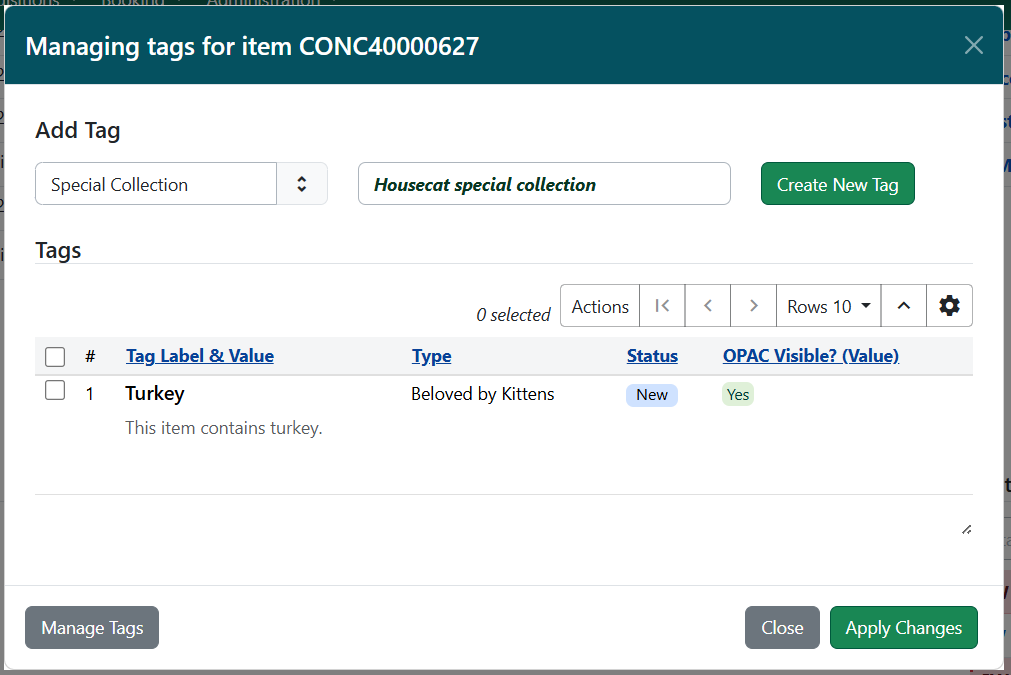 Booking
Administration
Managing tags for item CONC40000627
Add Tag
Special Collection
Housecat special collection
Create New Tag
Tags
0 selected
Actions
Rows 10
# Tag Label & Value Type Status OPAC Visible? (Value)
1 Turkey Beloved by Kittens New Yes
This item contains turkey.
Manage Tags
Close
Apply Changes